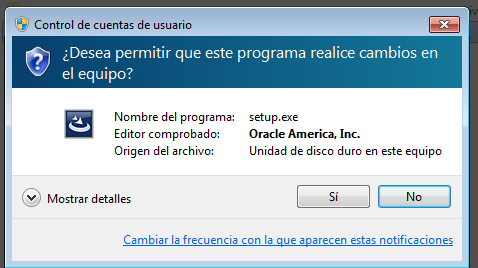 Control de cuentas de usuario
¿Desea permitir que este programa realice cambios en
el equipo?
Nombre del programa: setup.exe
Editor comprobado: Oracle America, Inc.
Origen del archivo: Unidad de disco duro en este equipo
Mostrar detalles
Sí
No
Cambiar la frecuencia con la que aparecen estas notificaciones